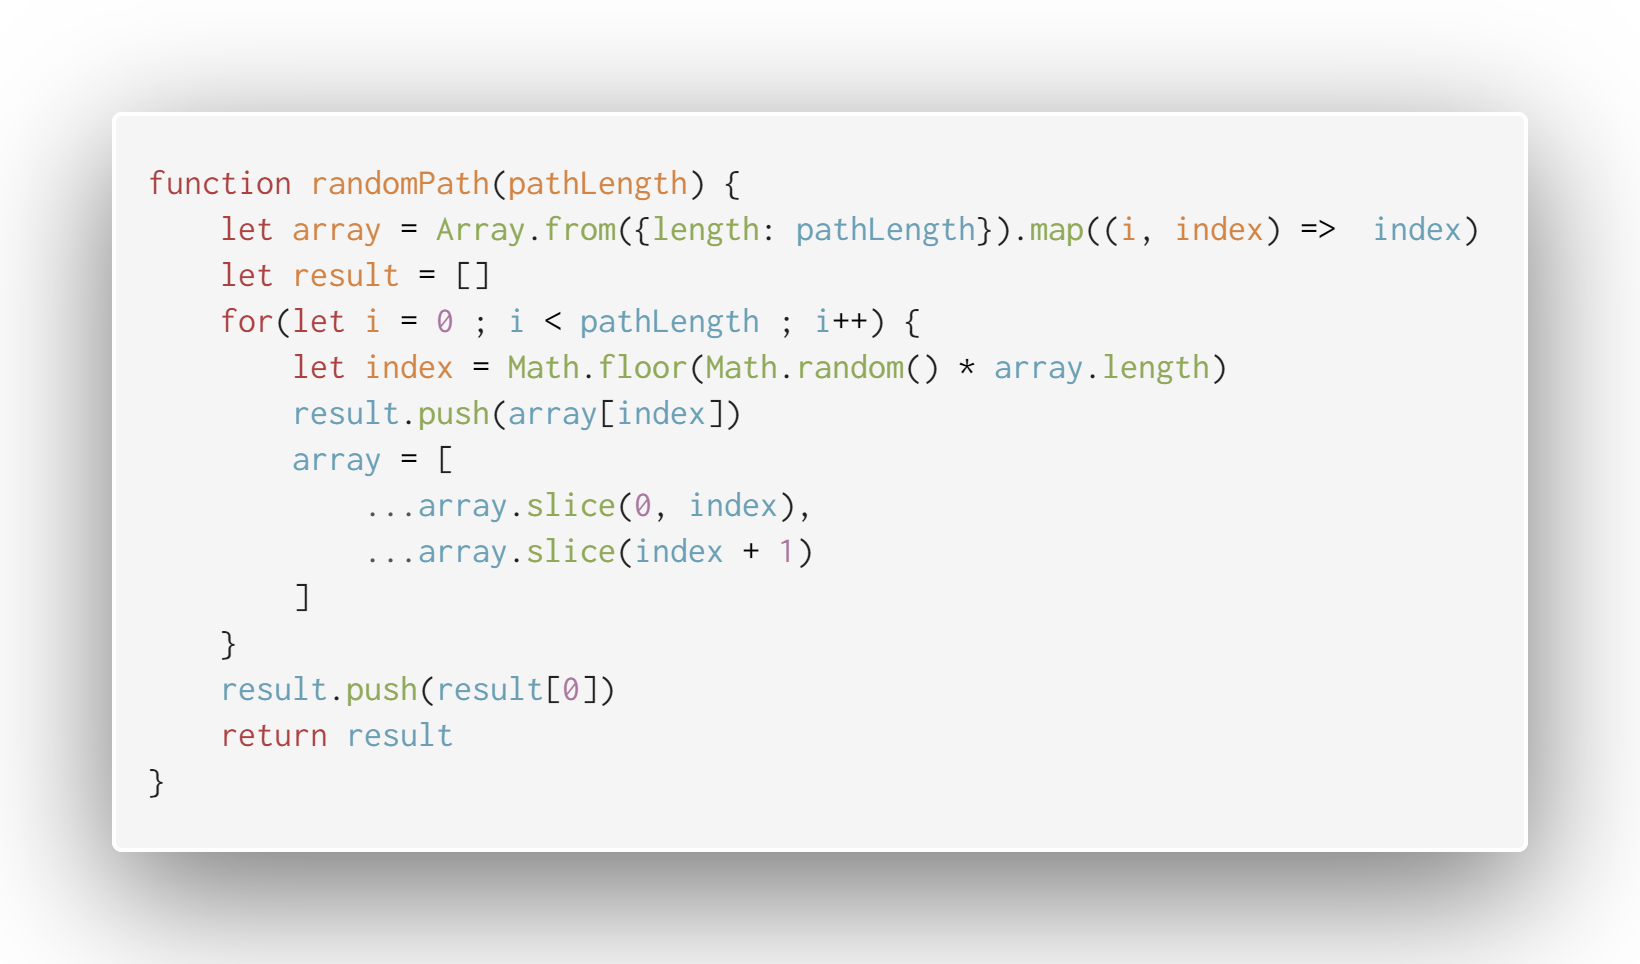 function randomPath(pathLength) {
    let array = Array.from({length: pathLength}).map((i, index) =>  index)
    let result = []
    for(let i = 0 ; i < pathLength ; i++) {
        let index = Math.floor(Math.random() * array.length)
        result.push(array[index])
        array = [
            ...array.slice(0, index),
            ...array.slice(index + 1)
        ]
    }
    result.push(result[0])
    return result
}